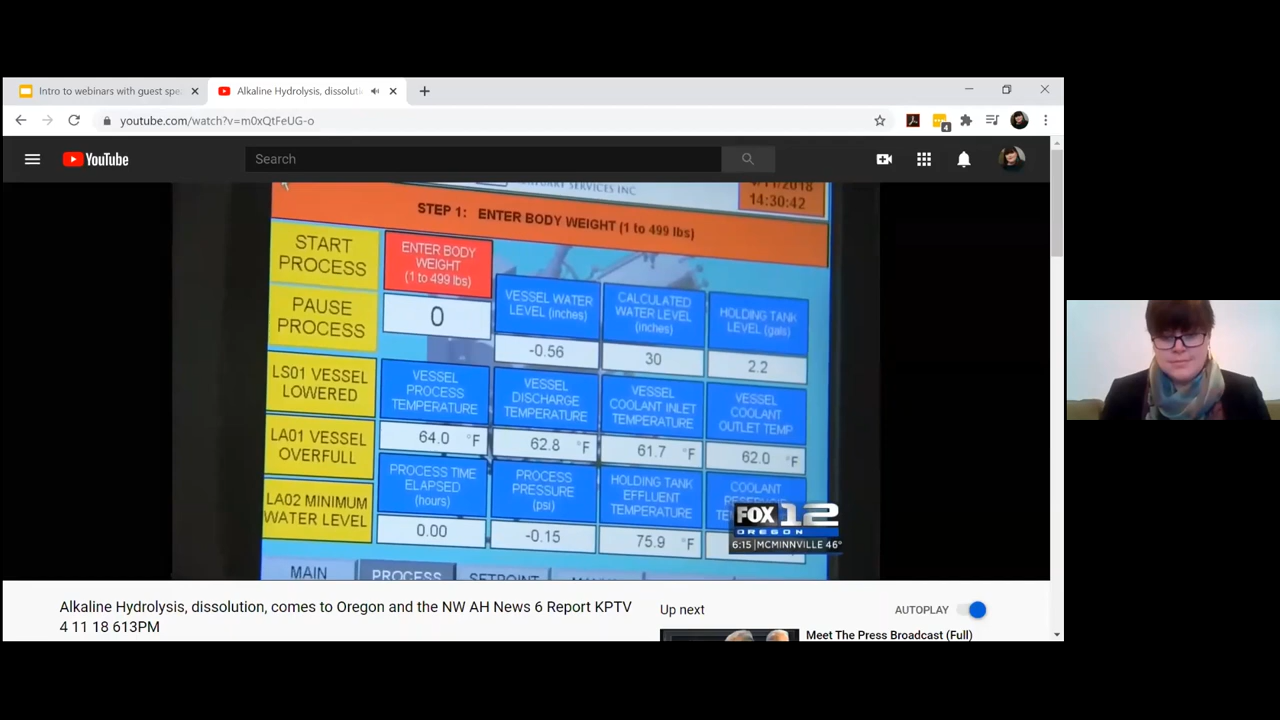 Intro to webinars with guest spe
Alkaline Hydrolysis, dissoluti
youtube.com/watch?v=m0xQtFeUG-o
4
YouTube
Search
SERVICES INC
14:30:42
STEP 1: ENTER BODY WEIGHT (1 to 499 lbs)
START
PROCESS
ENTER BODY
WEIGHT
(1 to 499 lbs)
0
VESSEL WATER
LEVEL (inches)
-0.56
CALCULATED
WATER LEVEL
(inches)
30
HOLDING TANK
LEVEL (gals)
2.2
PAUSE
PROCESS
LS01 VESSEL
LOWERED
VESSEL
PROCESS
TEMPERATURE
64.0 °F
VESSEL
DISCHARGE
TEMPERATURE
62.8 °F
VESSEL
COOLANT INLET
TEMPERATURE
61.7 °F
VESSEL
COOLANT
OUTLET TEMP
62.0 °F
LA01 VESSEL
OVERFULL
PROCESS TIME
ELAPSED
(hours)
0.00
PROCESS
PRESSURE
(psi)
-0.15
HOLDING TANK
EFFLUENT
TEMPERATURE
75.9 °F
COOLANT
LA02 MINIMUM
WATER LEVEL
FOX 12
OREGON
6:15 MCMINNVILLE 46°
MAIN
PROCESS
SETPOINT
Alkaline Hydrolysis, dissolution, comes to Oregon and the NW AH News 6 Report KPTV
4 11 18 613PM
Up next
AUTOPLAY
Meet The Press Broadcast (Full)